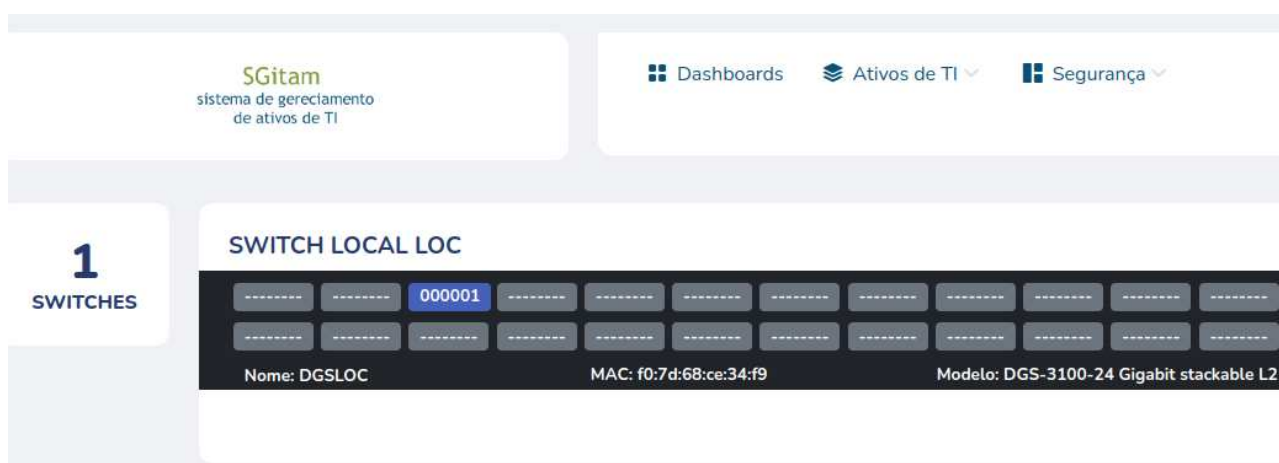 SGitam
sistema de gereciamento
de ativos de TI
Dashboards Ativos de TI Segurança
1
SWITCHES
SWITCH LOCAL LOC
-------- -------- 000001 -------- -------- -------- -------- -------- -------- -------- -------- --------
-------- -------- -------- -------- -------- -------- -------- -------- -------- -------- -------- --------
Nome: DGSLOC MAC: f0:7d:68:ce:34:f9 Modelo: DGS-3100-24 Gigabit stackable L2